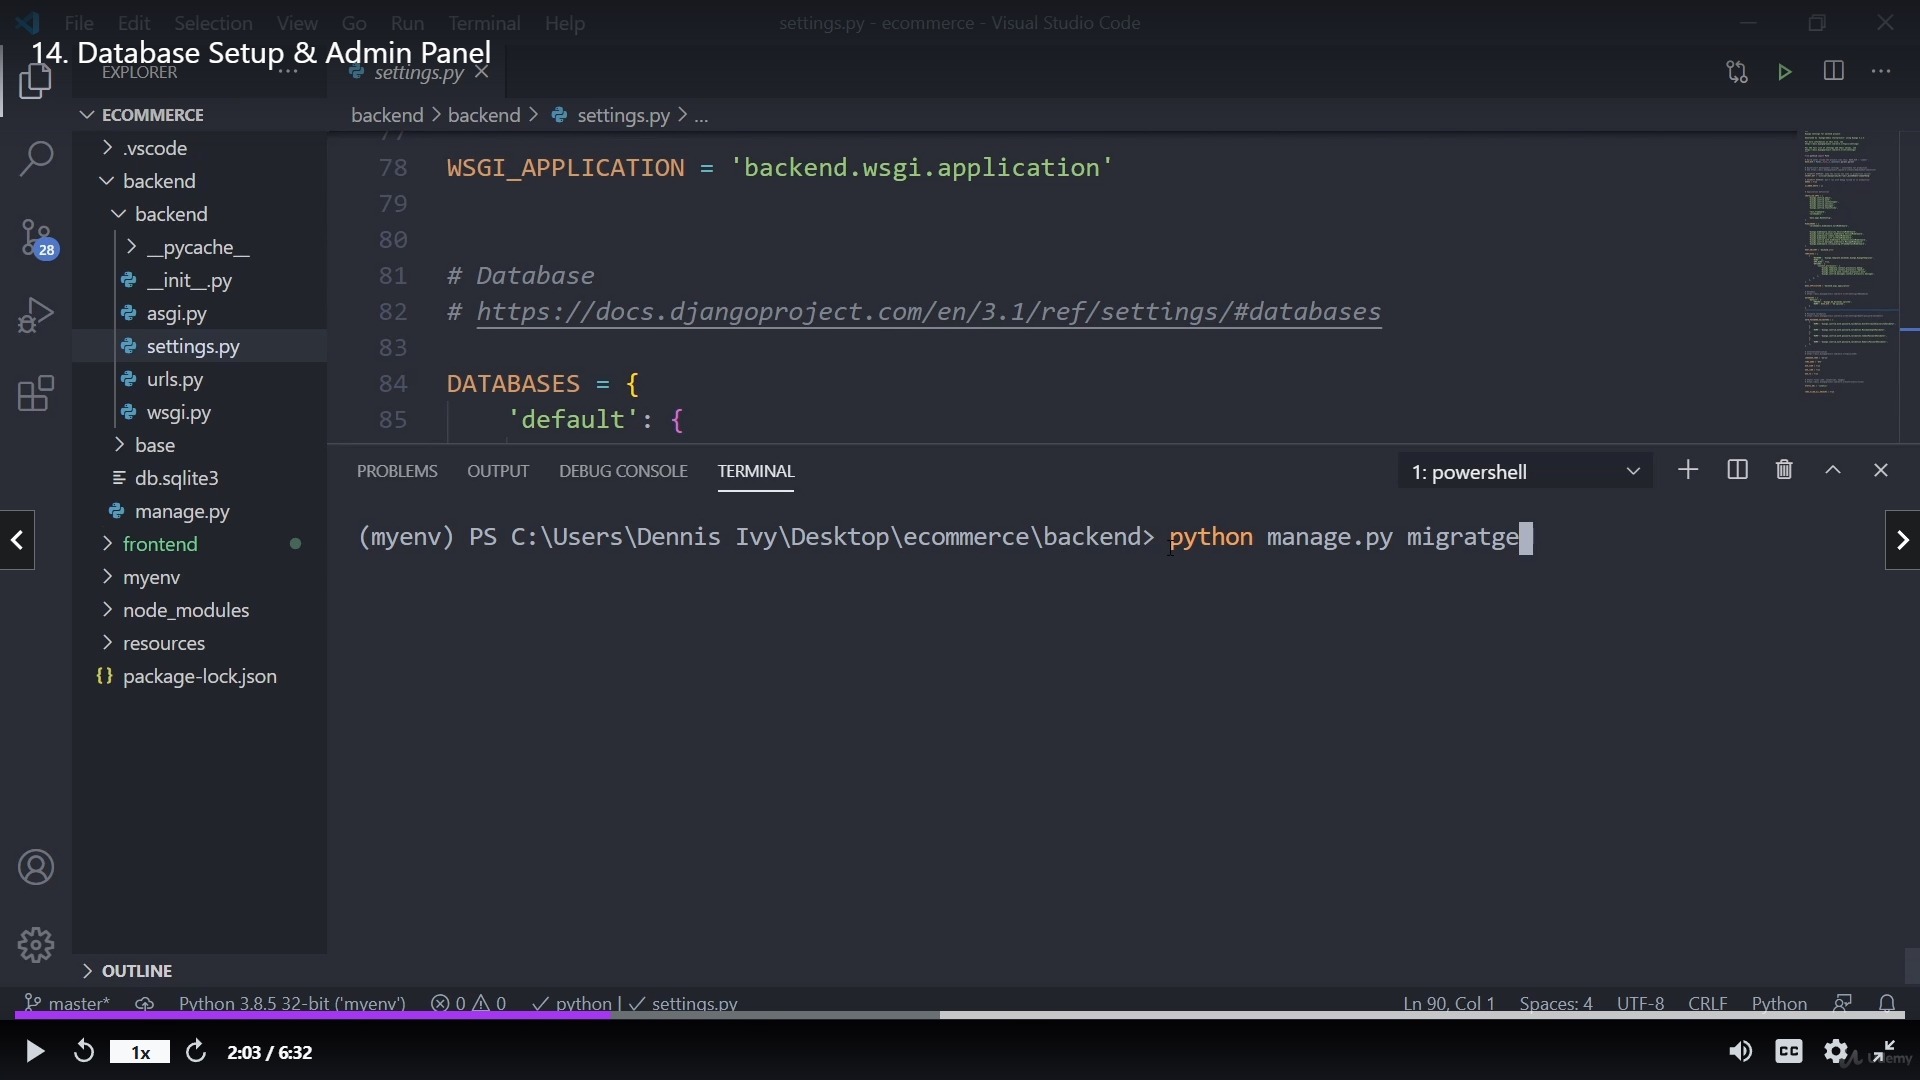 File Edit Selection View Go Run Terminal Help
settings.py - ecommerce - Visual Studio Code
14. Database Setup & Admin Panel
EXPLORER
settings.py
ECOMMERCE
backend > backend > settings.py > ...
.vscode
backend
backend
__pycache__
__init__.py
asgi.py
settings.py
urls.py
wsgi.py
base
db.sqlite3
manage.py
frontend
myenv
node_modules
resources
package-lock.json
OUTLINE
28
77
78 WSGI_APPLICATION = 'backend.wsgi.application'
79
80
81 # Database
82 # https://docs.djangoproject.com/en/3.1/ref/settings/#databases
83
84 DATABASES = {
85 'default': {
PROBLEMS OUTPUT DEBUG CONSOLE TERMINAL
1: powershell
(myenv) PS C:\Users\Dennis Ivy\Desktop\ecommerce\backend> python manage.py migratge
master* Python 3.8.5 32-bit ('myenv') 0 0 python | settings.py
Ln 90, Col 1 Spaces: 4 UTF-8 CRLF Python
1x 2:03 / 6:32
CC
Udemy